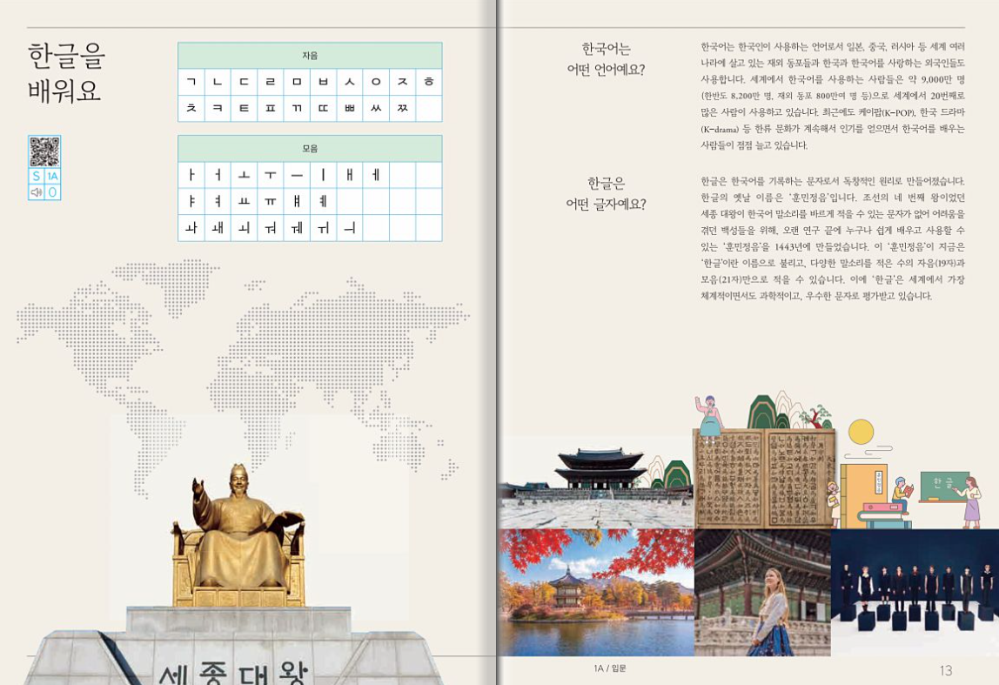 한글을
배워요
S 1A
0
자음
ㄱ ㄴ ㄷ ㄹ ㅁ ㅂ ㅅ ㅇ ㅈ ㅎ
ㅊ ㅋ ㅌ ㅍ ㄲ ㄸ ㅃ ㅆ ㅉ
모음
ㅏ ㅓ ㅗ ㅜ ㅡ ㅣ ㅐ ㅔ
ㅑ ㅕ ㅛ ㅠ ㅒ ㅖ
ㅘ ㅙ ㅚ ㅝ ㅞ ㅟ ㅢ
세종대왕
한국어는
어떤 언어예요?
한국어는 한국인이 사용하는 언어로서 일본, 중국, 러시아 등 세계 여러
나라에 살고 있는 재외 동포들과 한국과 한국어를 사랑하는 외국인들도
사용합니다. 세계에서 한국어를 사용하는 사람들은 약 9,000만 명
(한반도 8,200만 명, 재외 동포 800만여 명 등)으로 세계에서 20번째로
많은 사람이 사용하고 있습니다. 최근에도 케이팝(K-POP), 한국 드라마
(K-drama) 등 한류 문화가 계속해서 인기를 얻으면서 한국어를 배우는
사람들이 점점 늘고 있습니다.
한글은
어떤 글자예요?
한글은 한국어를 기록하는 문자로서 독창적인 원리로 만들어졌습니다.
한글의 옛날 이름은 '훈민정음'입니다. 조선의 네 번째 왕이었던
세종 대왕이 한국어 말소리를 바르게 적을 수 있는 문자가 없어 어려움을
겪던 백성들을 위해, 오랜 연구 끝에 누구나 쉽게 배우고 사용할 수
있는 '훈민정음'을 1443년에 만들었습니다. 이 '훈민정음'이 지금은
'한글'이란 이름으로 불리고, 다양한 말소리를 적은 수의 자음(19자)과
모음(21자)만으로 적을 수 있습니다. 이에 '한글'은 세계에서 가장
체계적이면서도 과학적이고, 우수한 문자로 평가받고 있습니다.
훈민정음
한글
1A / 입문
13